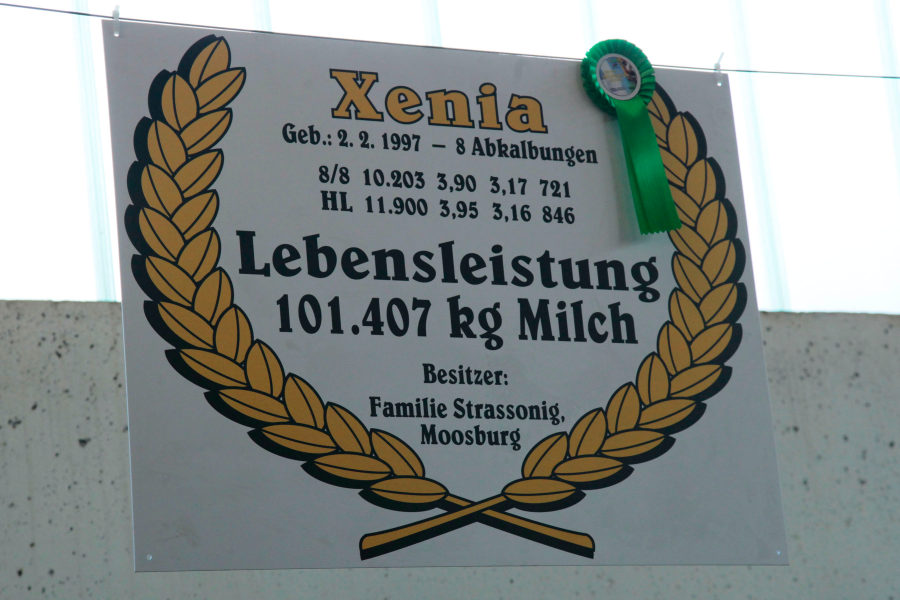 Xenia
Geb.: 2. 2. 1997 – 8 Abkalbungen
8/8 10.203 3,90 3,17 721
HL 11.900 3,95 3,16 846
Lebensleistung
101.407 kg Milch
Besitzer:
Familie Strassonig,
Moosburg